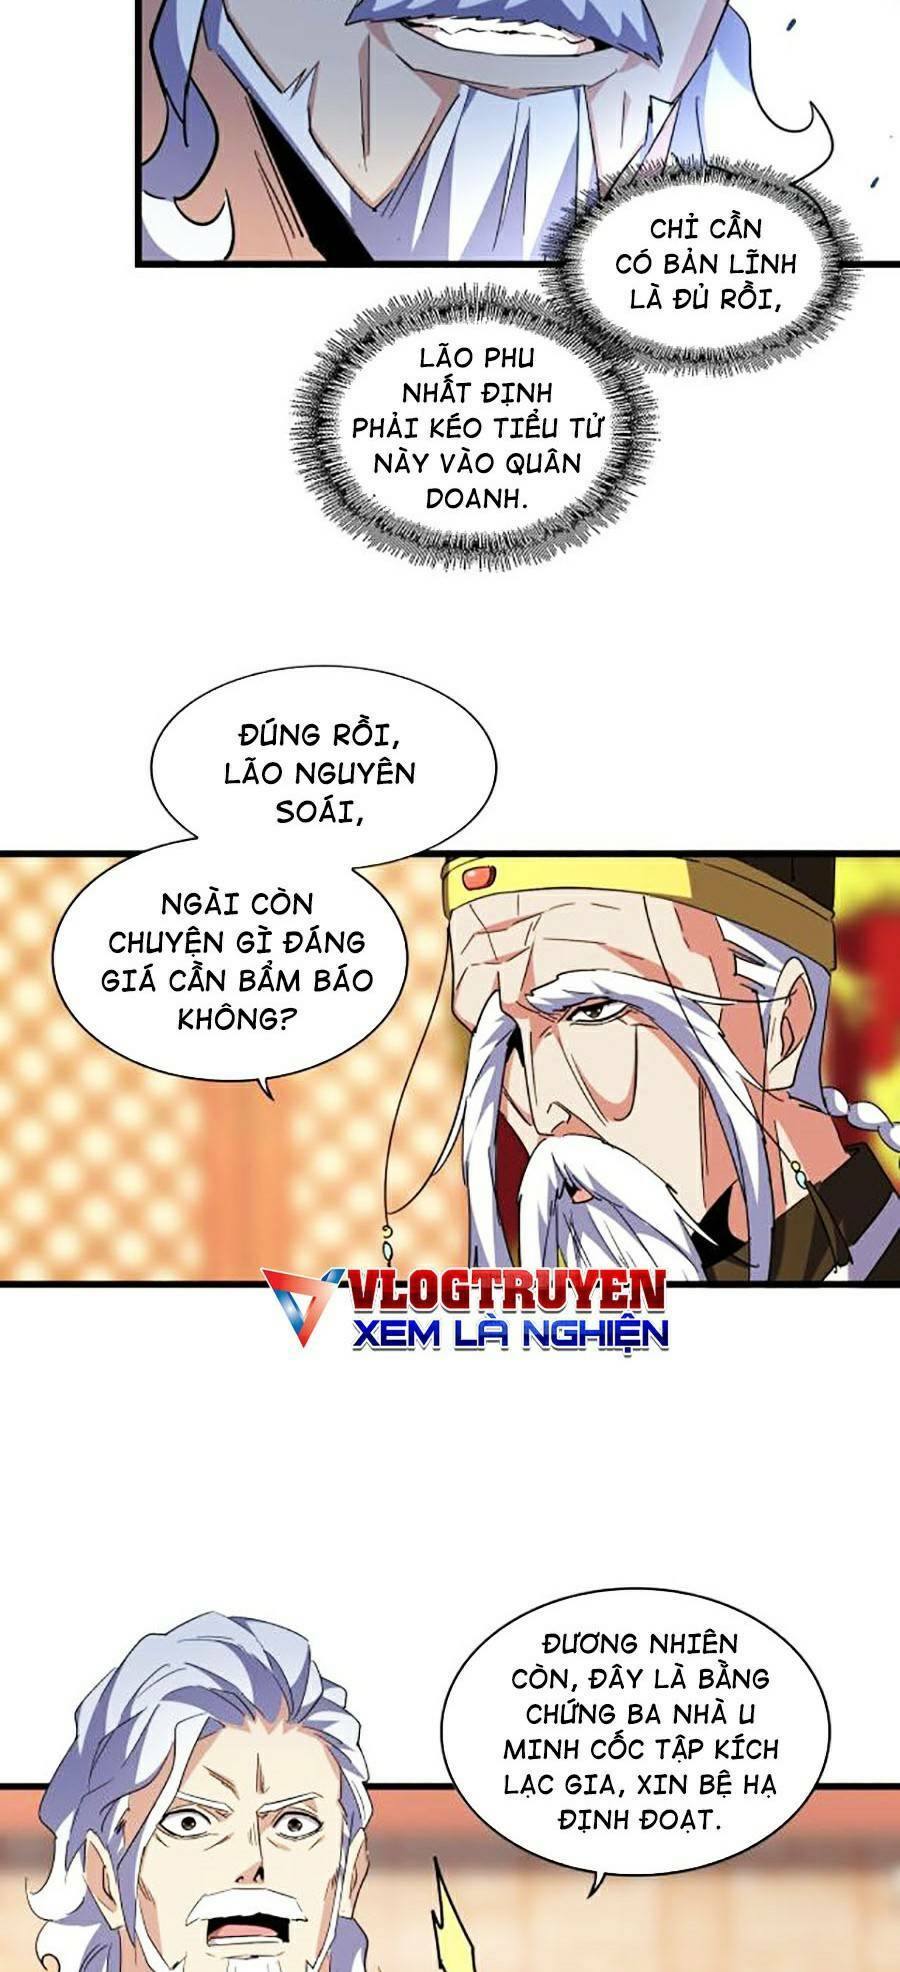 CHỈ CẦN
CÓ BẢN LĨNH
LÀ ĐỦ RỒI,
LÃO PHU
NHẤT ĐỊNH
PHẢI KÉO TIỂU TỬ
NÀY VÀO QUÂN
DOANH.
ĐÚNG RỒI,
LÃO NGUYÊN
SOÁI,
NGÀI CÒN
CHUYỆN GÌ ĐÁNG
GIÁ CẦN BẨM BÁO
KHÔNG?
VLOGTRUYEN
XEM LÀ NGHIỆN
ĐƯƠNG NHIÊN
CÒN, ĐÂY LÀ BẰNG
CHỨNG BA NHÀ U
MINH CỐC TẬP KÍCH
LẠC GIA, XIN BỆ HẠ
ĐỊNH ĐOẠT.